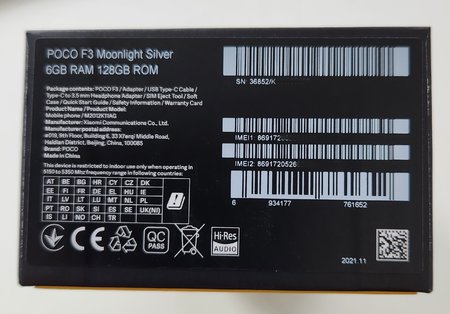 POCO F3 Moonlight Silver
6GB RAM 128GB ROM
Package contents: POCO F3 / Adapter / USB Type-C Cable /
Type-C to 3.5 mm Headphone Adapter / SIM Eject Tool / Soft
Case / Quick Start Guide / Safety Information / Warranty Card
Product Name / Model:
Mobile phone / M2012K11AG
Manufacturer: Xiaomi Communications Co., Ltd.
#019, 9th Floor, Building 6, 33 Xi'erqi Middle Road,
Haidian District, Beijing, China, 100085
Brand: POCO
Made in China
This device is restricted to indoor use only when operating in
5150 to 5350 Mhz frequency range in following countries:
AT BE BG HR CY CZ DK
EE FI FR DE EL HU IE
IT LV LT LU MT NL PL
PT RO SK SI ES SE UK(NI)
IS LI NO CH TR
CE
QC
PASS
Hi-Res
AUDIO
SN: 36852/K
IMEI1: 8691720
IMEI2: 8691720526
6 934177 761652
2021.11